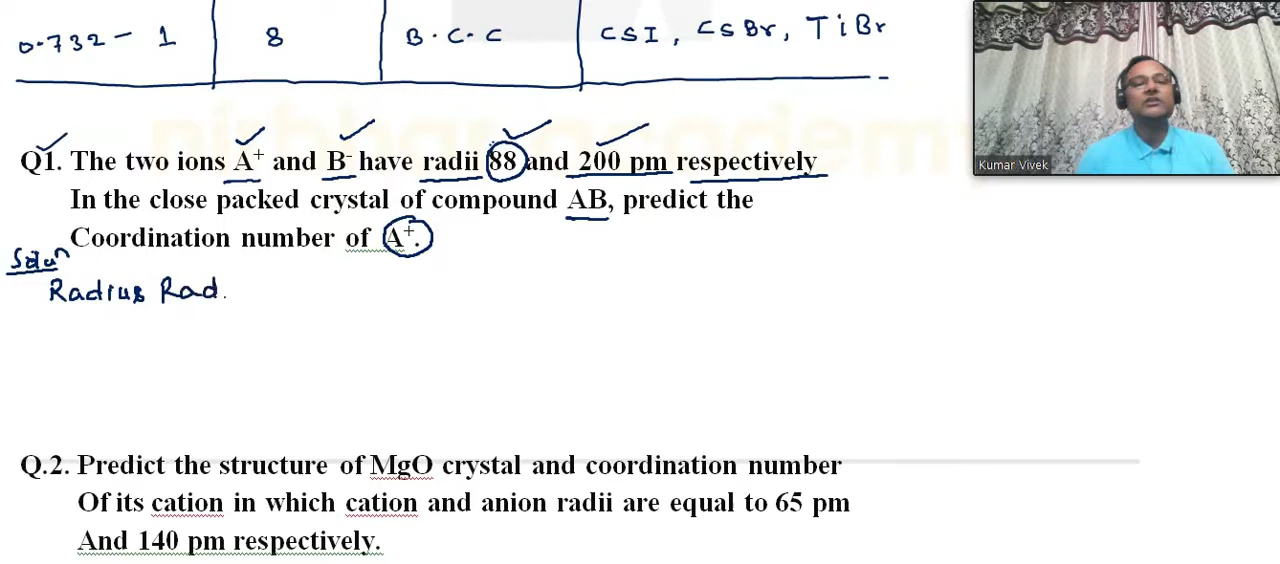 0.732 - 1 8 B.C.C CSI, CSBr, TiBr
Q1. The two ions A⁺ and B⁻ have radii 88 and 200 pm respectively
In the close packed crystal of compound AB, predict the
Coordination number of A⁺.
Soluⁿ
Radius Rad.
Q.2. Predict the structure of MgO crystal and coordination number
Of its cation in which cation and anion radii are equal to 65 pm
And 140 pm respectively.
Kumar Vivek